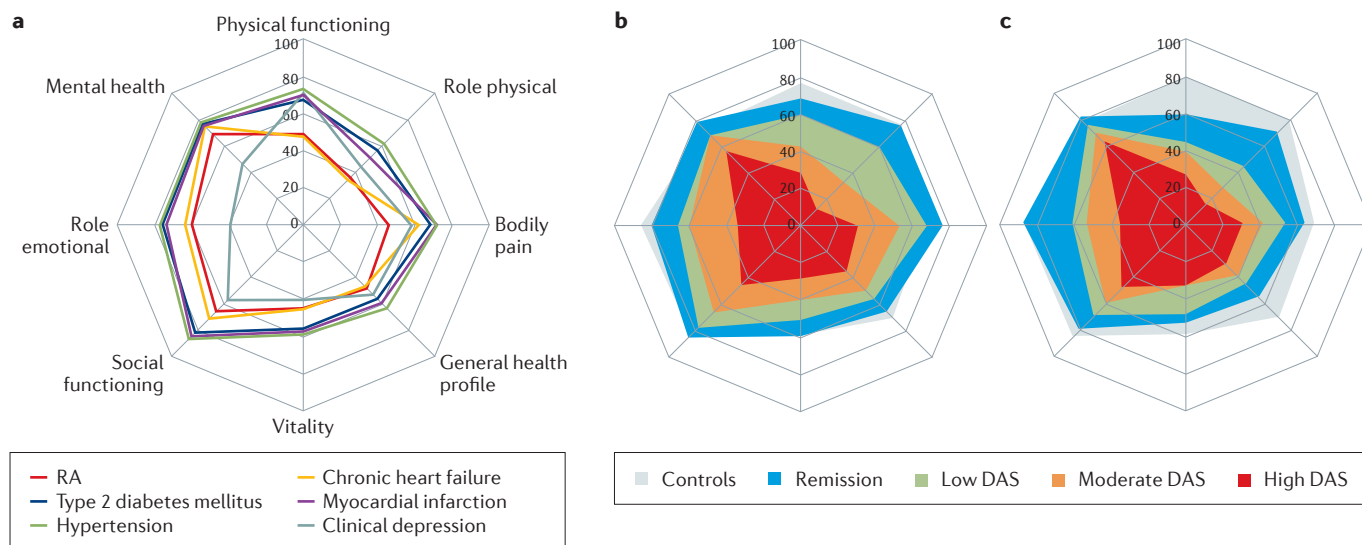 a
Physical functioning
100
80
60
40
20
0
Mental health
Role physical
Role
emotional
Bodily
pain
Social
functioning
General health
profile
Vitality
RA
Type 2 diabetes mellitus
Hypertension
Chronic heart failure
Myocardial infarction
Clinical depression
b
100
80
60
40
20
0
c
100
80
60
40
20
0
Controls
Remission
Low DAS
Moderate DAS
High DAS